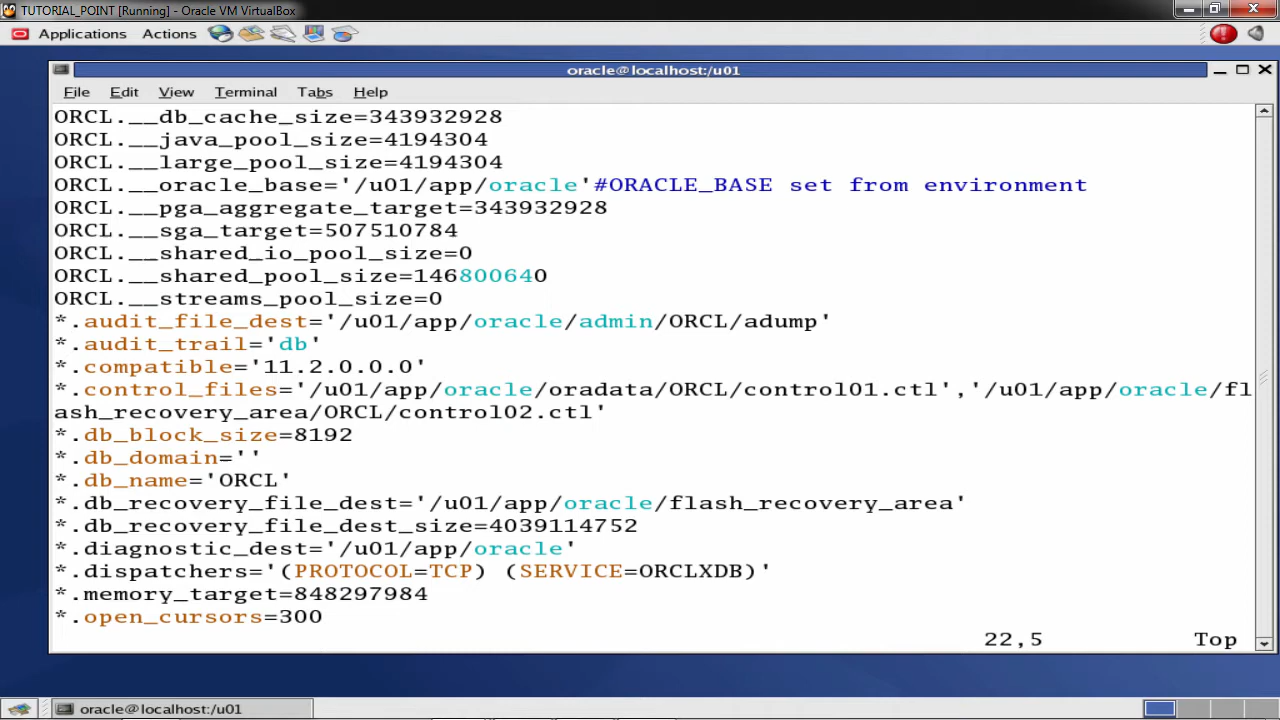 TUTORIAL_POINT [Running] - Oracle VM VirtualBox
Applications Actions
oracle@localhost:/u01
File Edit View Terminal Tabs Help
ORCL.__db_cache_size=343932928
ORCL.__java_pool_size=4194304
ORCL.__large_pool_size=4194304
ORCL.__oracle_base='/u01/app/oracle'#ORACLE_BASE set from environment
ORCL.__pga_aggregate_target=343932928
ORCL.__sga_target=507510784
ORCL.__shared_io_pool_size=0
ORCL.__shared_pool_size=146800640
ORCL.__streams_pool_size=0
*.audit_file_dest='/u01/app/oracle/admin/ORCL/adump'
*.audit_trail='db'
*.compatible='11.2.0.0.0'
*.control_files='/u01/app/oracle/oradata/ORCL/control01.ctl','/u01/app/oracle/fl
ash_recovery_area/ORCL/control02.ctl'
*.db_block_size=8192
*.db_domain=''
*.db_name='ORCL'
*.db_recovery_file_dest='/u01/app/oracle/flash_recovery_area'
*.db_recovery_file_dest_size=4039114752
*.diagnostic_dest='/u01/app/oracle'
*.dispatchers='(PROTOCOL=TCP) (SERVICE=ORCLXDB)'
*.memory_target=848297984
*.open_cursors=300
22,5 Top
oracle@localhost:/u01